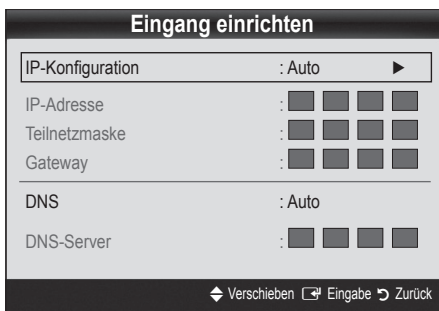 Eingang einrichten
IP-Konfiguration : Auto ►
IP-Adresse :
Teilnetzmaske :
Gateway :
DNS : Auto
DNS-Server :
Verschieben Eingabe Zurück